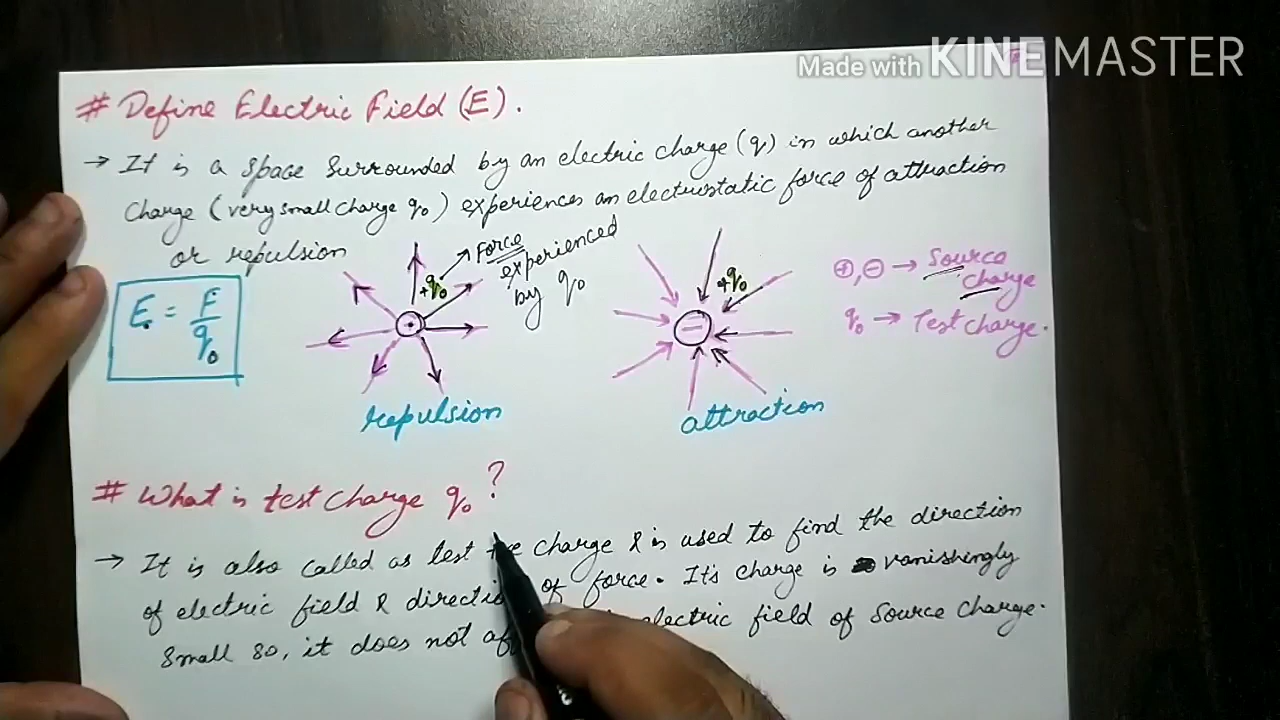 Made with KINEMASTER
# Define Electric Field (E).
→ It is a space surrounded by an electric charge (q) in which another
charge (very small charge q₀) experiences an electrostatic force of attraction
or repulsion
E = F / q₀
+q₀
Force
experienced
by q₀
+
repulsion
+q₀
−
attraction
⊕,⊖ → Source
charge
q₀ → Test charge.
# What is test charge q₀ ?
→ It is also called as test charge & is used to find the direction
of electric field & direction of force. It's charge is vanishingly
small so, it does not electric field of source charge.